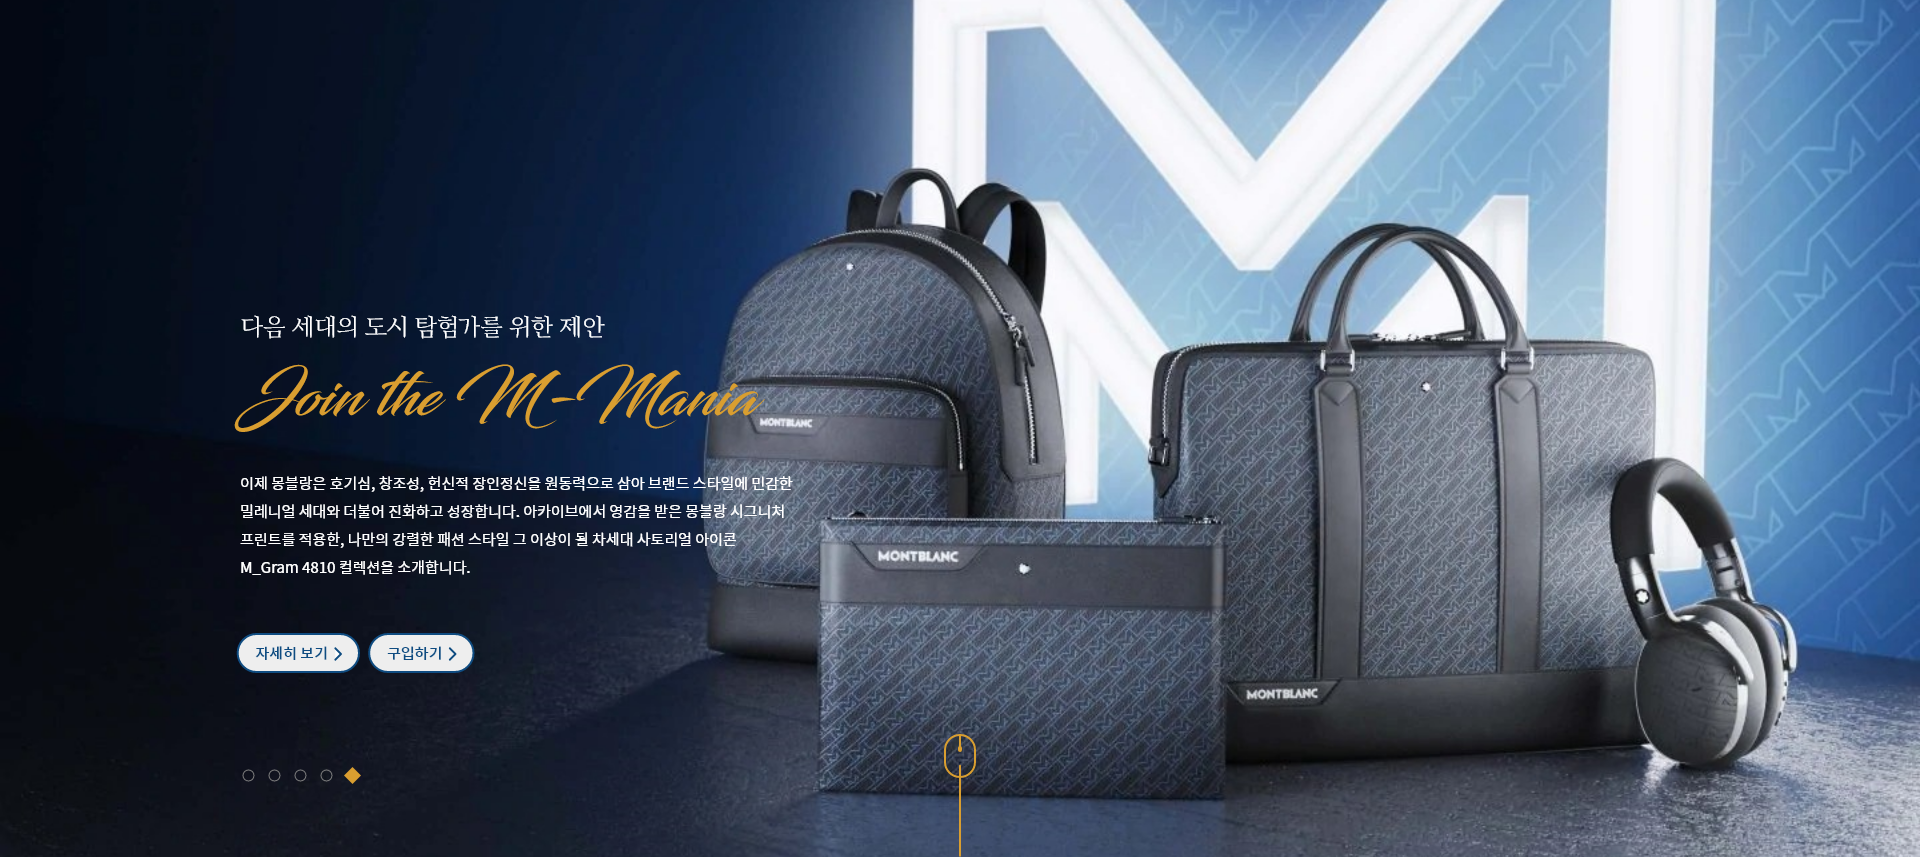 다음 세대의 도시 탐험가를 위한 제안
Join the M-Mania
이제 몽블랑은 호기심, 창조성, 헌신적 장인정신을 원동력으로 삼아 브랜드 스타일에 민감한
밀레니얼 세대와 더불어 진화하고 성장합니다. 아카이브에서 영감을 받은 몽블랑 시그니처
프린트를 적용한, 나만의 강렬한 패션 스타일 그 이상이 될 차세대 사토리얼 아이콘
M_Gram 4810 컬렉션을 소개합니다.
자세히 보기
구입하기
MONTBLANC
MONTBLANC
MONTBLANC